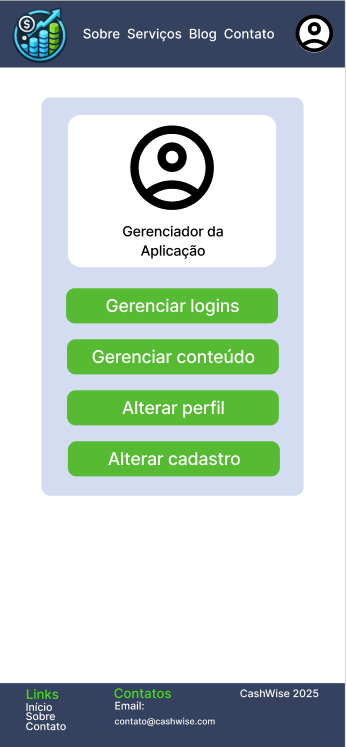 $
Sobre Serviços Blog Contato
Gerenciador da
Aplicação
Gerenciar logins
Gerenciar conteúdo
Alterar perfil
Alterar cadastro
Links
Início
Sobre
Contato
Contatos
Email:
contato@cashwise.com
CashWise 2025